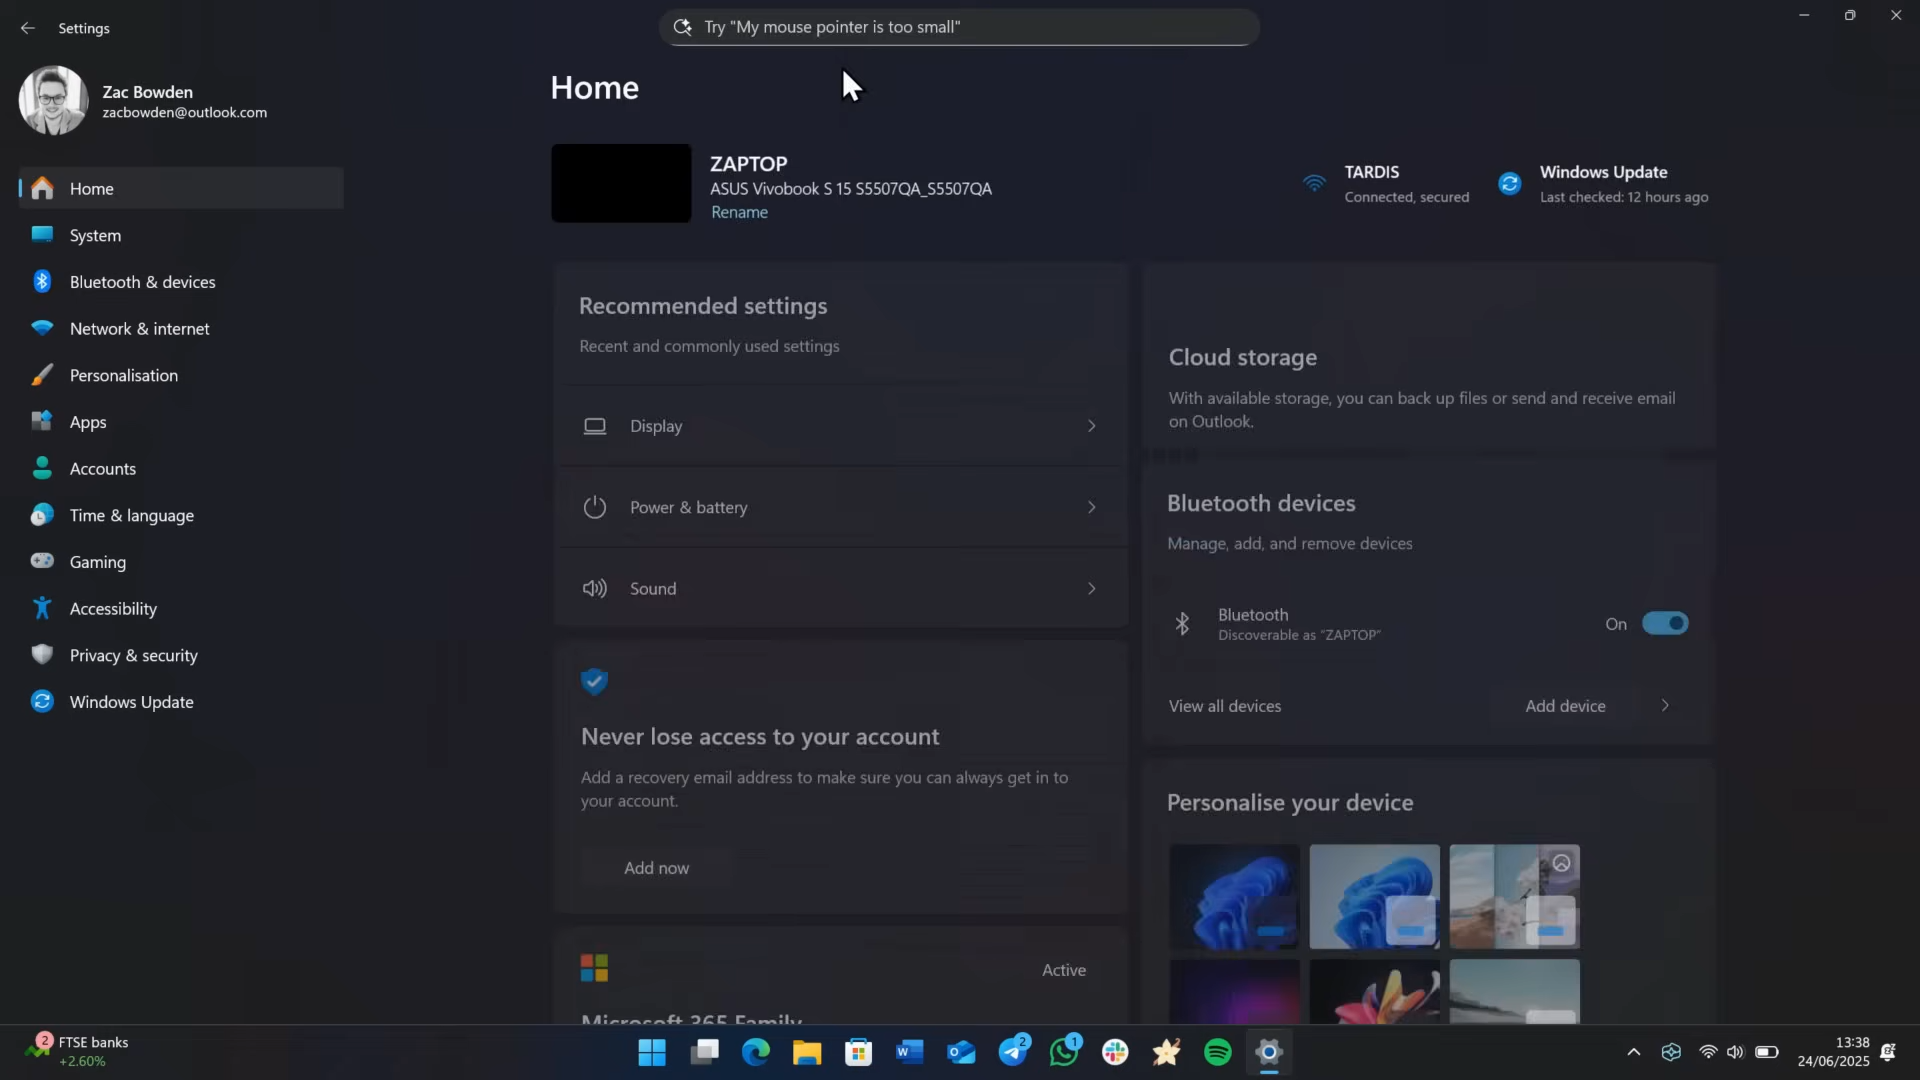 Settings
Try "My mouse pointer is too small"
Zac Bowden
zacbowden@outlook.com
Home
System
Bluetooth & devices
Network & internet
Personalisation
Apps
Accounts
Time & language
Gaming
Accessibility
Privacy & security
Windows Update
Home
ZAPTOP
ASUS Vivobook S 15 S5507QA_S5507QA
Rename
TARDIS
Connected, secured
Windows Update
Last checked: 12 hours ago
Recommended settings
Recent and commonly used settings
Display
Power & battery
Sound
Never lose access to your account
Add a recovery email address to make sure you can always get in to
your account.
Add now
Active
Microsoft 365 Family
Cloud storage
With available storage, you can back up files or send and receive email
on Outlook.
Bluetooth devices
Manage, add, and remove devices
Bluetooth
Discoverable as "ZAPTOP"
On
View all devices
Add device
Personalise your device
2
FTSE banks
+2.60%
2
1
13:38
24/06/2025